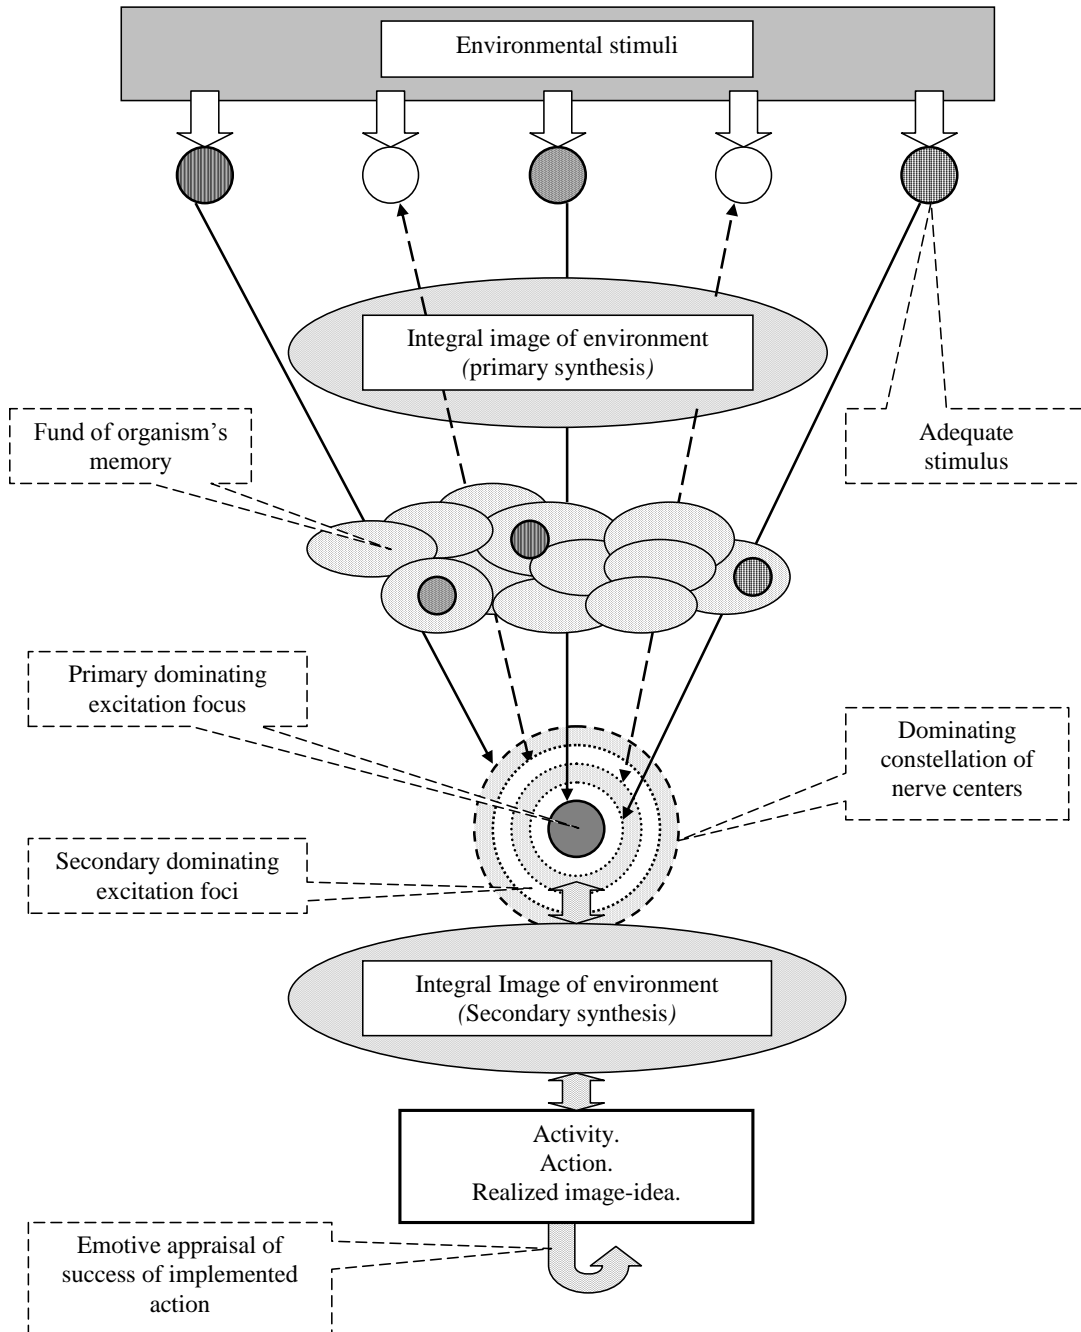 Environmental stimuli
Integral image of environment
(primary synthesis)
Fund of organism's
memory
Adequate
stimulus
Primary dominating
excitation focus
Dominating
constellation of
nerve centers
Secondary dominating
excitation foci
Integral Image of environment
(Secondary synthesis)
Activity.
Action.
Realized image-idea.
Emotive appraisal of
success of implemented
action